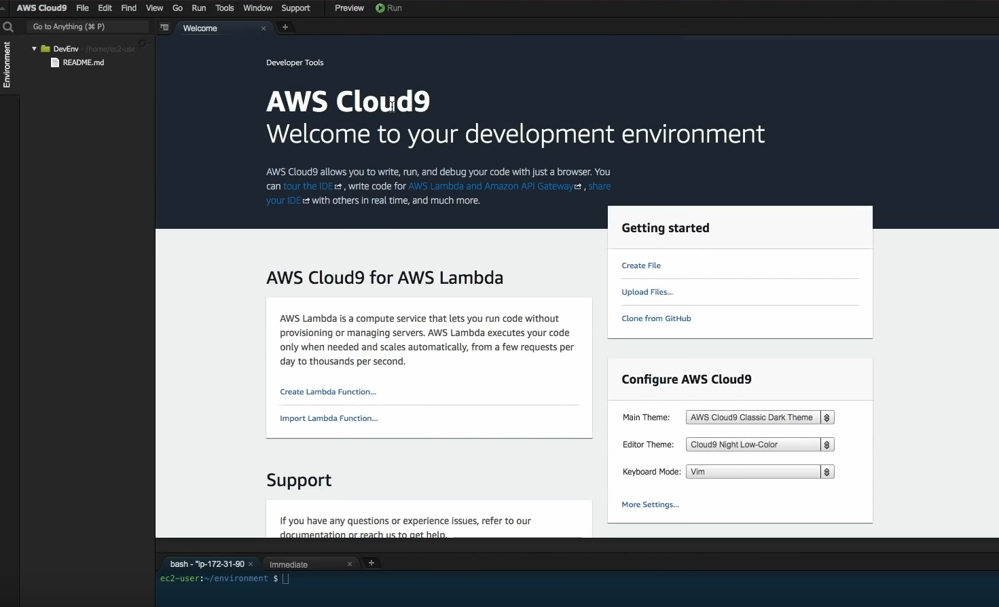 AWS Cloud9 File Edit Find View Go Run Tools Window Support Preview Run
Go to Anything (⌘ P)
Welcome
Environment
DevEnv - /home/ec2-use
README.md
Developer Tools
AWS Cloud9
Welcome to your development environment
AWS Cloud9 allows you to write, run, and debug your code with just a browser. You
can tour the IDE , write code for AWS Lambda and Amazon API Gateway , share
your IDE with others in real time, and much more.
Getting started
Create File
Upload Files...
Clone from GitHub
AWS Cloud9 for AWS Lambda
AWS Lambda is a compute service that lets you run code without
provisioning or managing servers. AWS Lambda executes your code
only when needed and scales automatically, from a few requests per
day to thousands per second.
Create Lambda Function...
Import Lambda Function...
Configure AWS Cloud9
Main Theme: AWS Cloud9 Classic Dark Theme
Editor Theme: Cloud9 Night Low-Color
Keyboard Mode: Vim
More Settings...
Support
If you have any questions or experience issues, refer to our
documentation or reach us to get help.
bash - "ip-172-31-90 Immediate
ec2-user:~/environment $